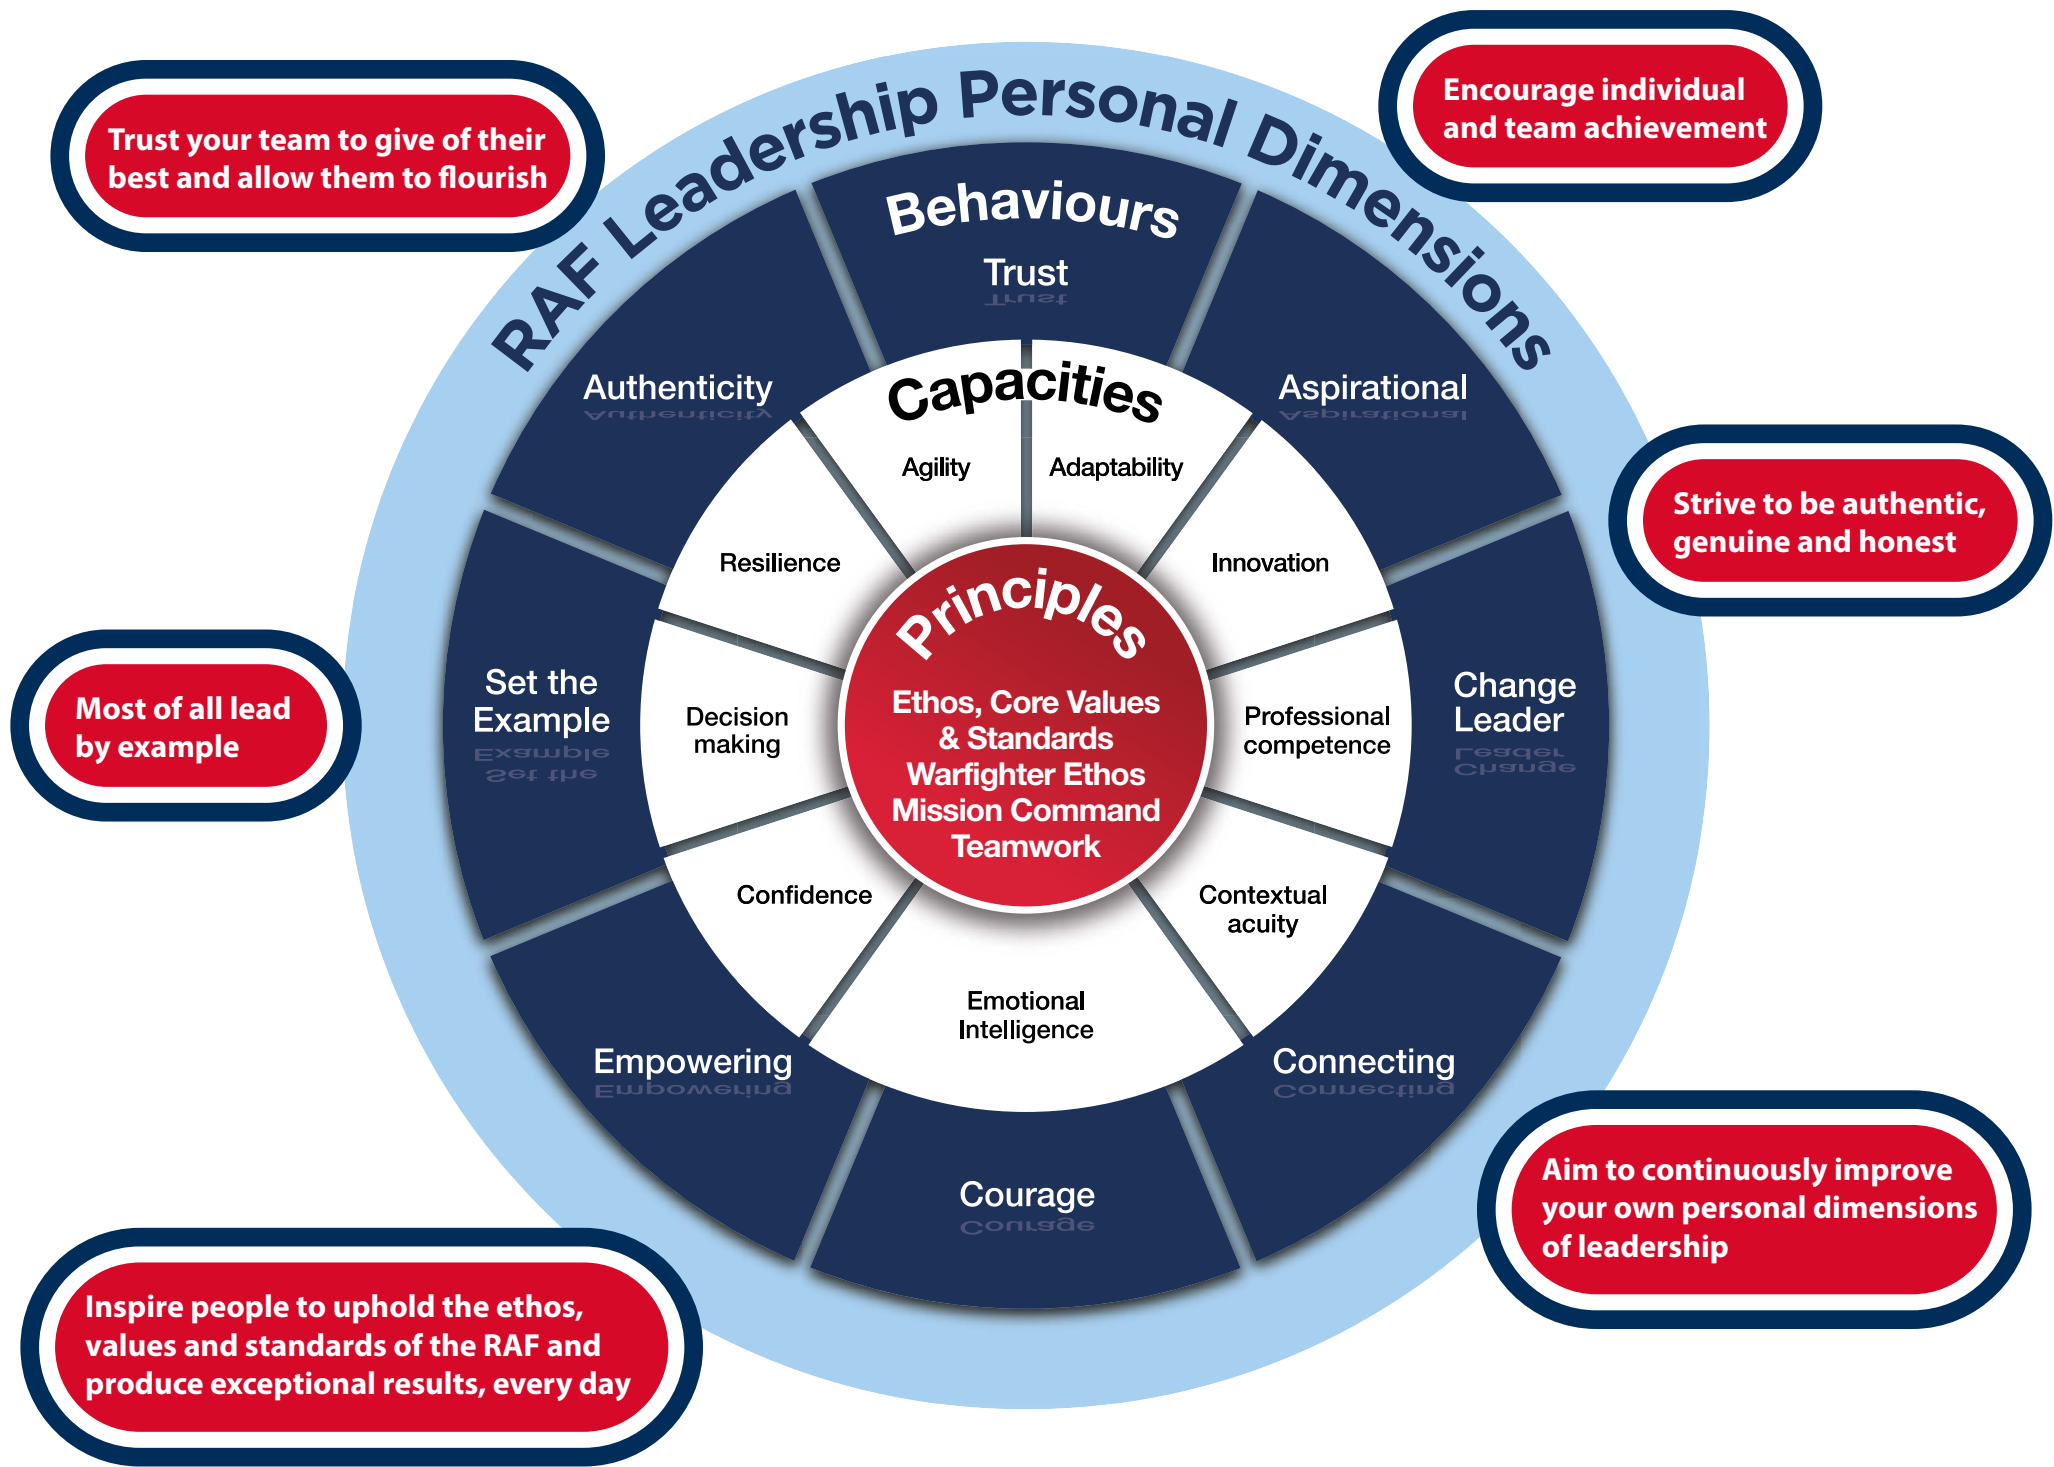 RAF Leadership Personal Dimensions
Trust your team to give of their
best and allow them to flourish
Encourage individual
and team achievement
Strive to be authentic,
genuine and honest
Most of all lead
by example
Aim to continuously improve
your own personal dimensions
of leadership
Inspire people to uphold the ethos,
values and standards of the RAF and
produce exceptional results, every day
Behaviours
Trust
Aspirational
Change
Leader
Connecting
Courage
Empowering
Set the
Example
Authenticity
Capacities
Agility
Adaptability
Innovation
Professional
competence
Contextual
acuity
Emotional
Intelligence
Confidence
Decision
making
Resilience
Principles
Ethos, Core Values
& Standards
Warfighter Ethos
Mission Command
Teamwork